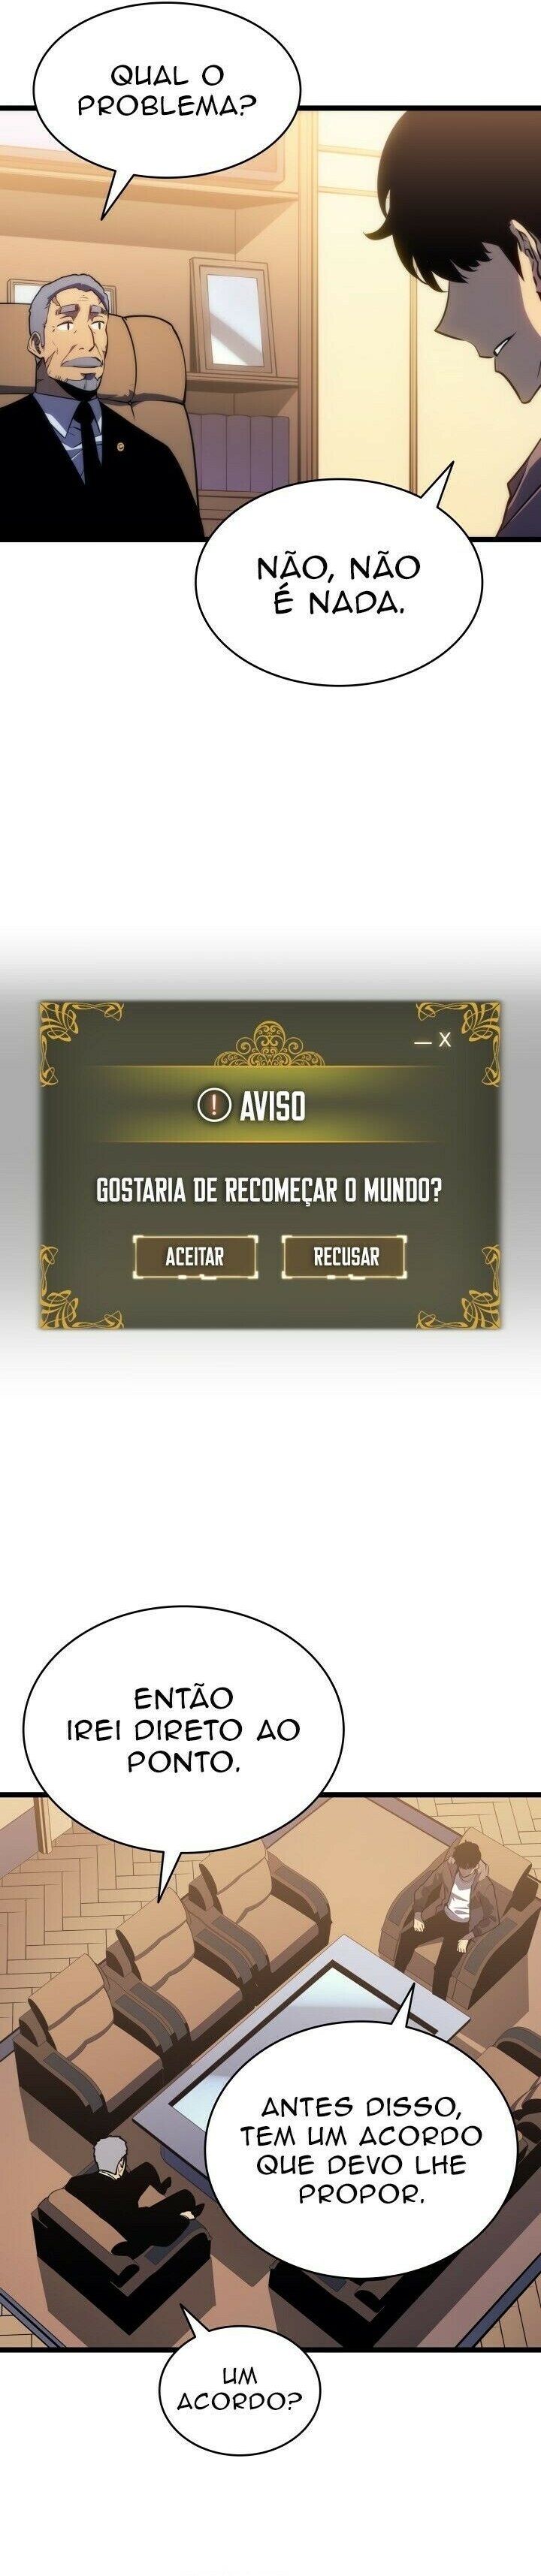 QUAL O
PROBLEMA?
NÃO, NÃO
É NADA.
— X
! AVISO
GOSTARIA DE RECOMEÇAR O MUNDO?
ACEITAR
RECUSAR
ENTÃO
IREI DIRETO AO
PONTO.
ANTES DISSO,
TEM UM ACORDO
QUE DEVO LHE
PROPOR.
UM
ACORDO?